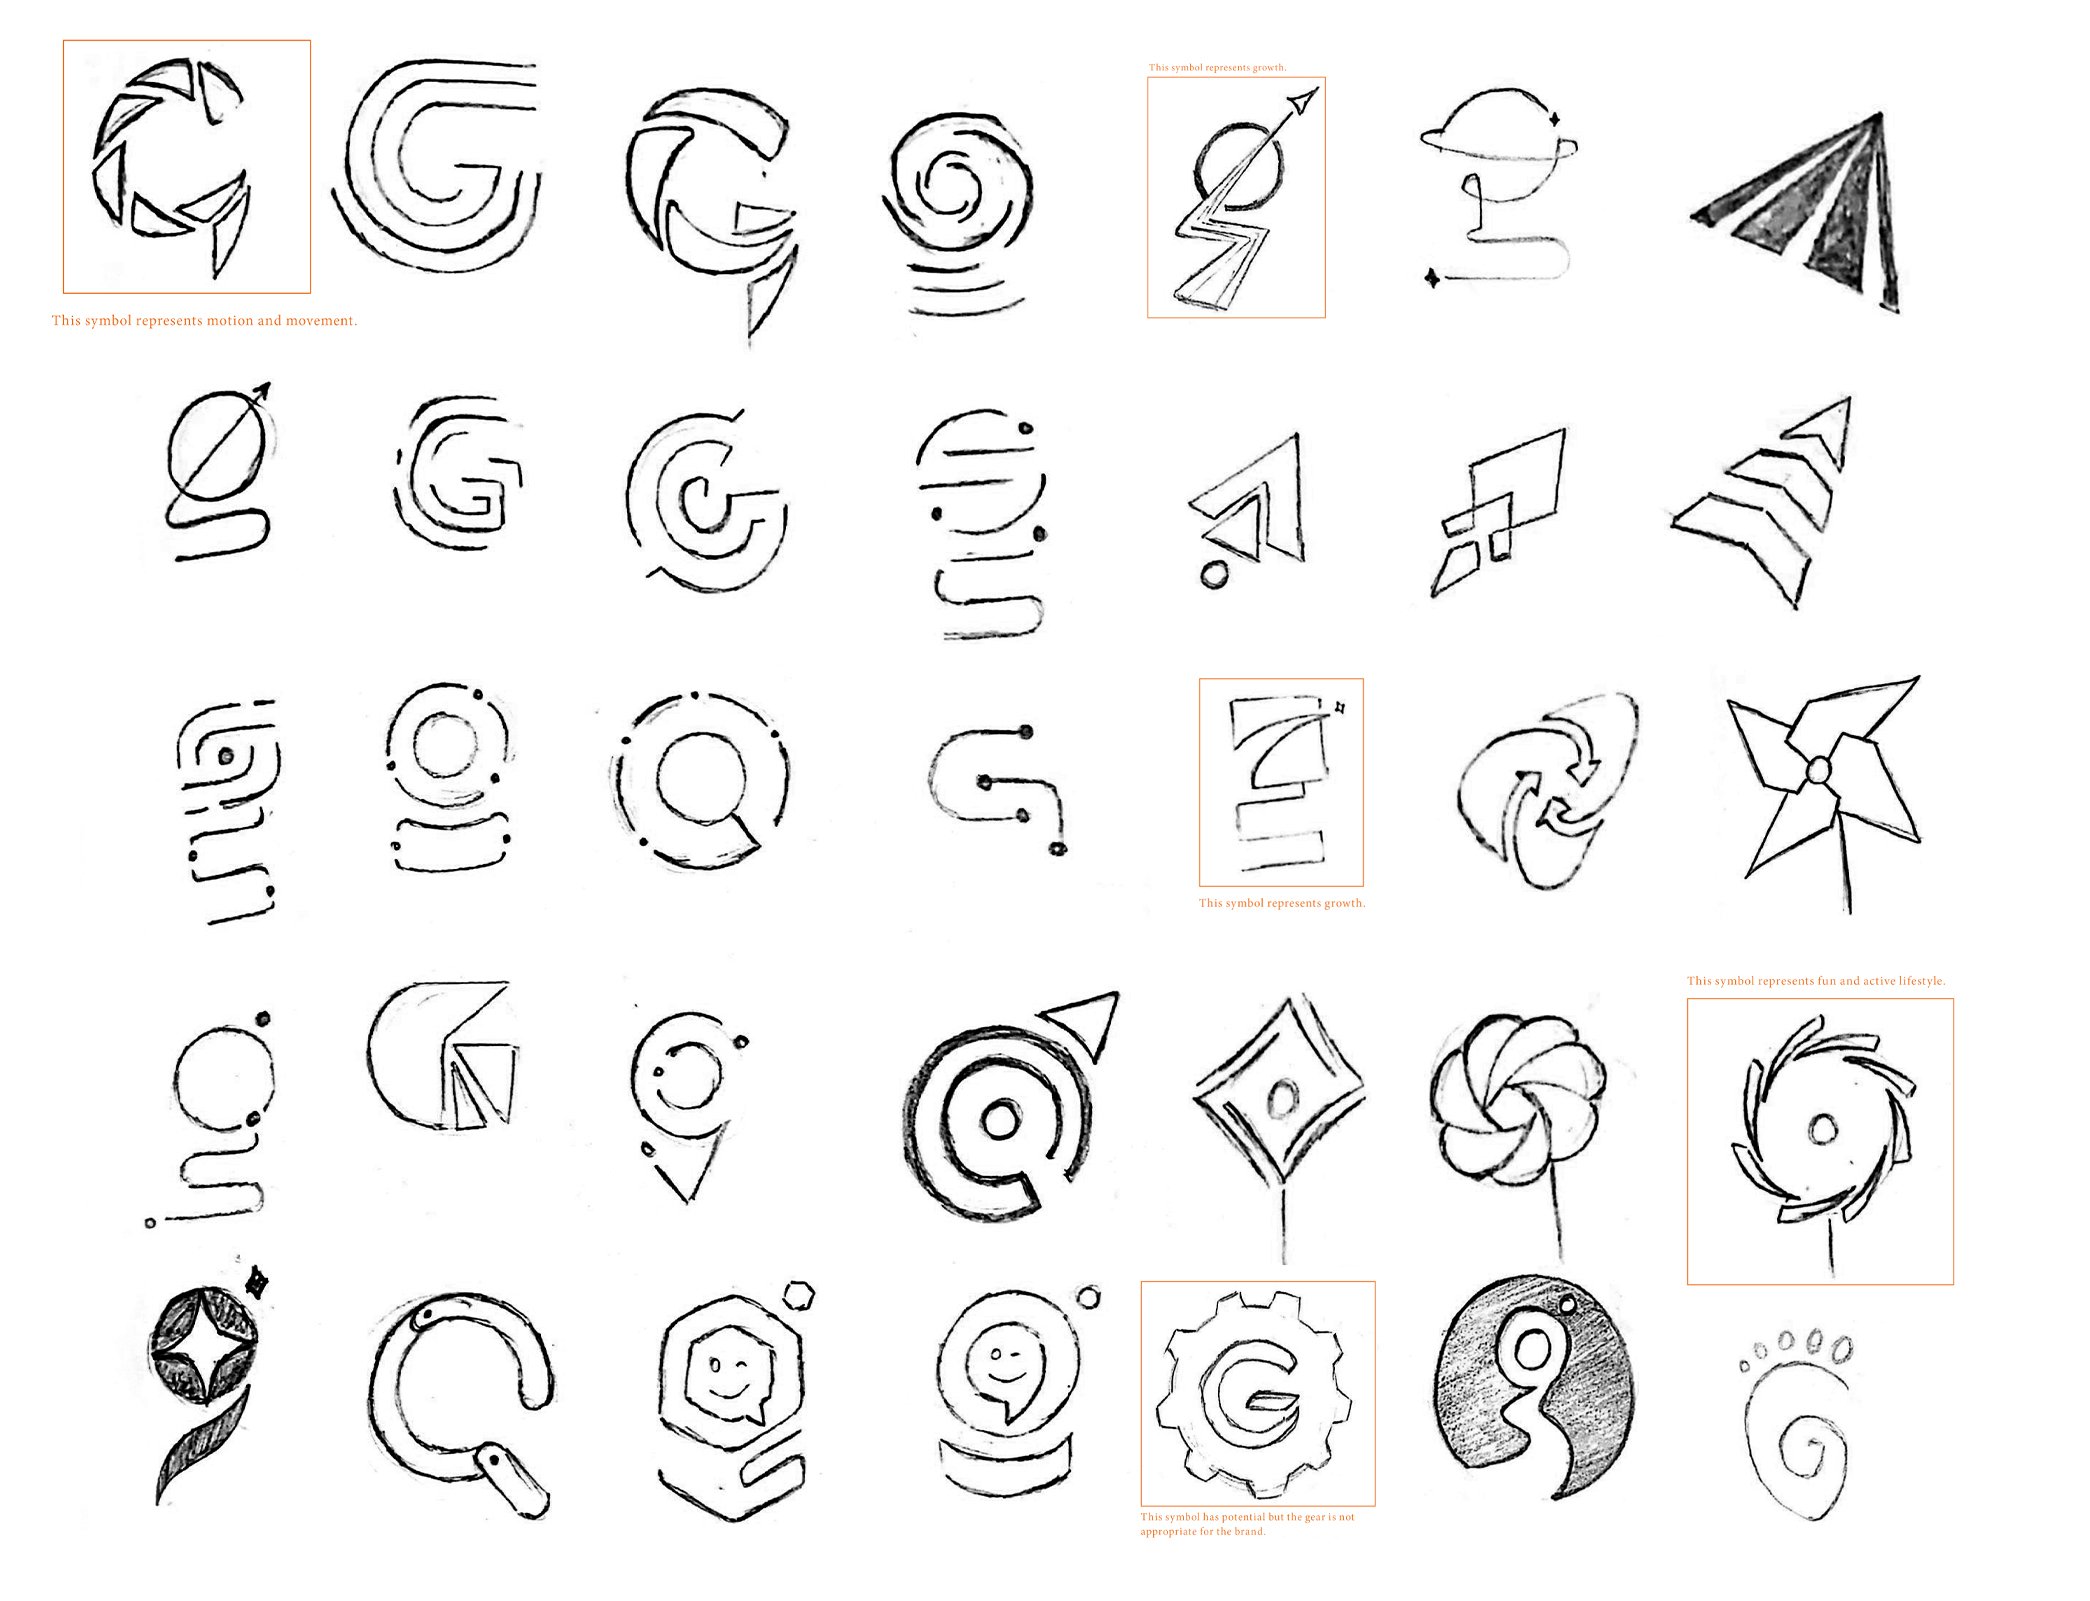 This symbol represents growth.
This symbol represents motion and movement.
This symbol represents growth.
This symbol represents fun and active lifestyle.
This symbol has potential but the gear is not
appropriate for the brand.